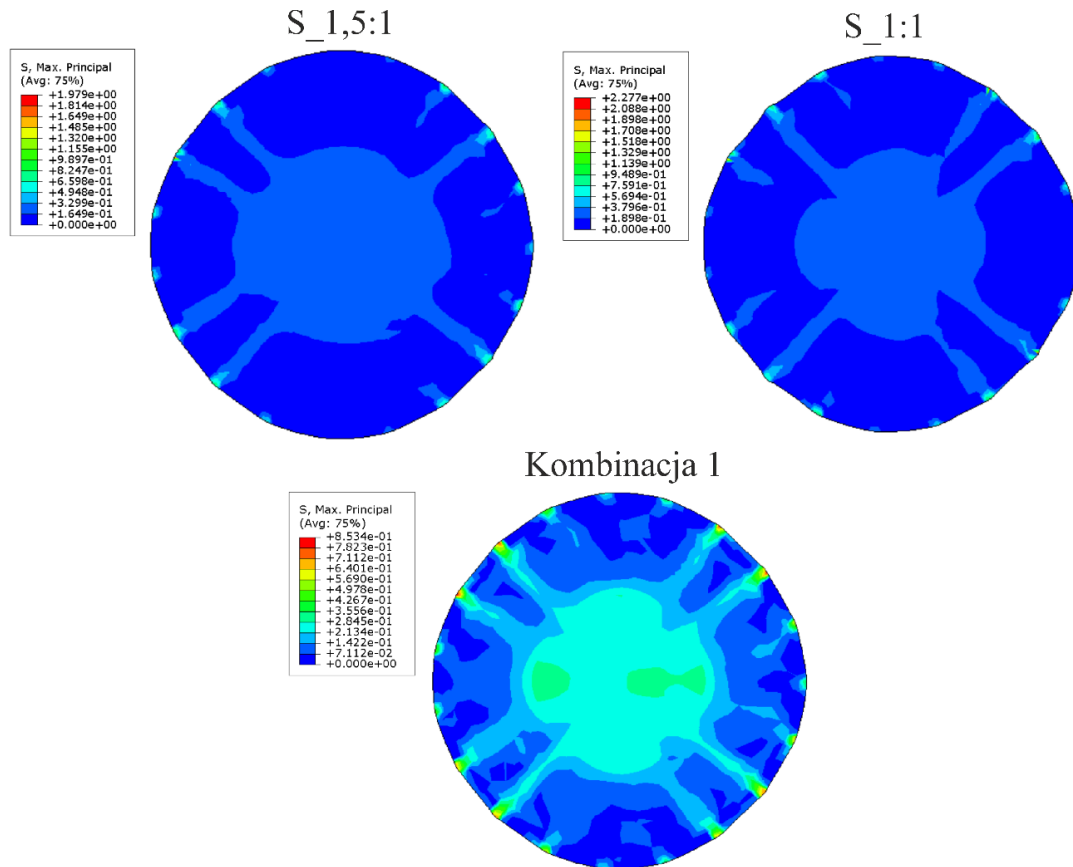 S_1,5:1
S, Max. Principal
(Avg: 75%)
+1.979e+00
+1.814e+00
+1.649e+00
+1.485e+00
+1.320e+00
+1.155e+00
+9.897e-01
+8.247e-01
+6.598e-01
+4.948e-01
+3.299e-01
+1.649e-01
+0.000e+00
S_1:1
S, Max. Principal
(Avg: 75%)
+2.277e+00
+2.088e+00
+1.898e+00
+1.708e+00
+1.518e+00
+1.329e+00
+1.139e+00
+9.489e-01
+7.591e-01
+5.694e-01
+3.796e-01
+1.898e-01
+0.000e+00
Kombinacja 1
S, Max. Principal
(Avg: 75%)
+8.534e-01
+7.823e-01
+7.112e-01
+6.401e-01
+5.690e-01
+4.978e-01
+4.267e-01
+3.556e-01
+2.845e-01
+2.134e-01
+1.422e-01
+7.112e-02
+0.000e+00